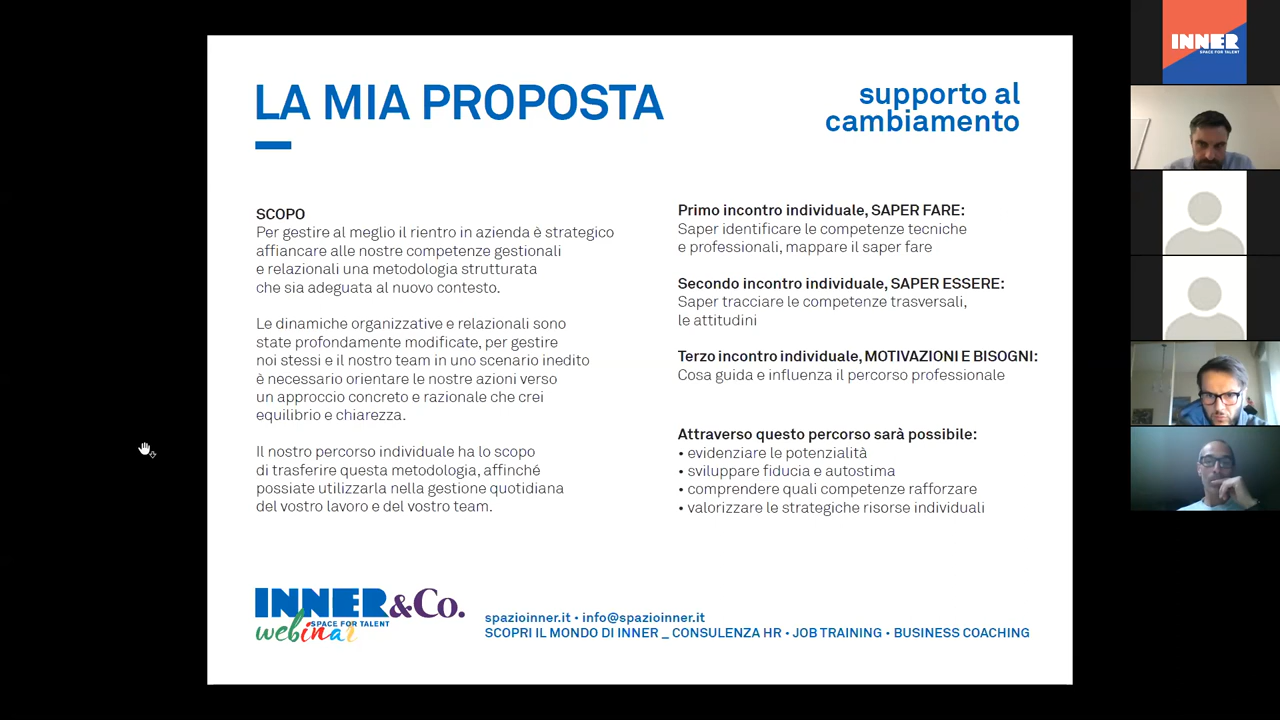 LA MIA PROPOSTA
supporto al
cambiamento
SCOPO
Per gestire al meglio il rientro in azienda è strategico
affiancare alle nostre competenze gestionali
e relazionali una metodologia strutturata
che sia adeguata al nuovo contesto.
Le dinamiche organizzative e relazionali sono
state profondamente modificate, per gestire
noi stessi e il nostro team in uno scenario inedito
è necessario orientare le nostre azioni verso
un approccio concreto e razionale che crei
equilibrio e chiarezza.
Il nostro percorso individuale ha lo scopo
di trasferire questa metodologia, affinché
possiate utilizzarla nella gestione quotidiana
del vostro lavoro e del vostro team.
Primo incontro individuale, SAPER FARE:
Saper identificare le competenze tecniche
e professionali, mappare il saper fare
Secondo incontro individuale, SAPER ESSERE:
Saper tracciare le competenze trasversali,
le attitudini
Terzo incontro individuale, MOTIVAZIONI E BISOGNI:
Cosa guida e influenza il percorso professionale
Attraverso questo percorso sarà possibile:
• evidenziare le potenzialità
• sviluppare fiducia e autostima
• comprendere quali competenze rafforzare
• valorizzare le strategiche risorse individuali
INNER&Co.
SPACE FOR TALENT
webinar
spazioinner.it • info@spazioinner.it
SCOPRI IL MONDO DI INNER _ CONSULENZA HR • JOB TRAINING • BUSINESS COACHING
INNER
SPACE FOR TALENT